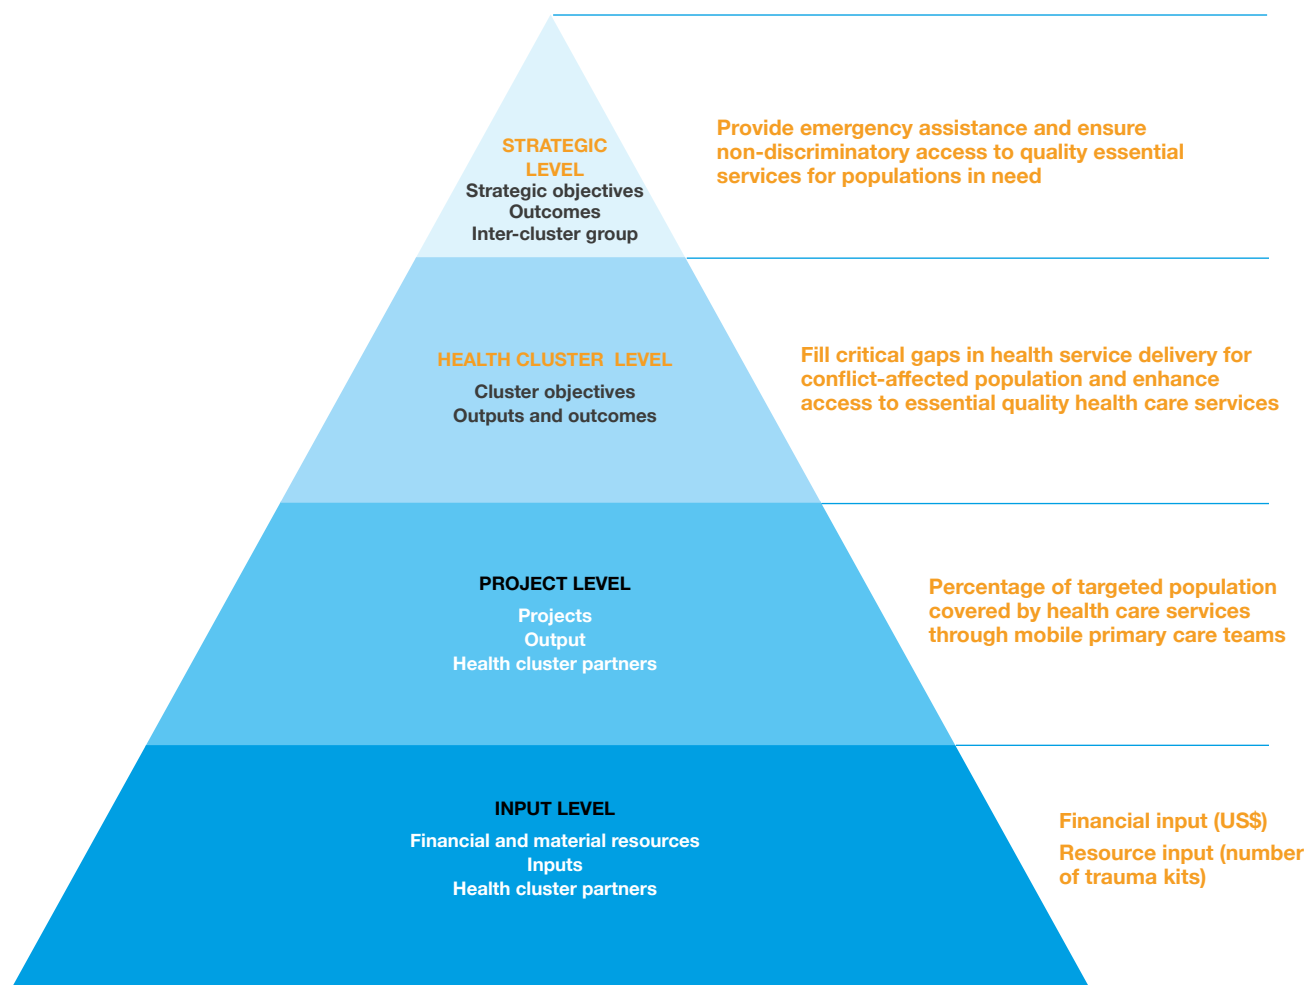 STRATEGIC
LEVEL
Strategic objectives
Outcomes
Inter-cluster group
Provide emergency assistance and ensure
non-discriminatory access to quality essential
services for populations in need
HEALTH CLUSTER LEVEL
Cluster objectives
Outputs and outcomes
Fill critical gaps in health service delivery for
conflict-affected population and enhance
access to essential quality health care services
PROJECT LEVEL
Projects
Output
Health cluster partners
Percentage of targeted population
covered by health care services
through mobile primary care teams
INPUT LEVEL
Financial and material resources
Inputs
Health cluster partners
Financial input (US$)
Resource input (number
of trauma kits)